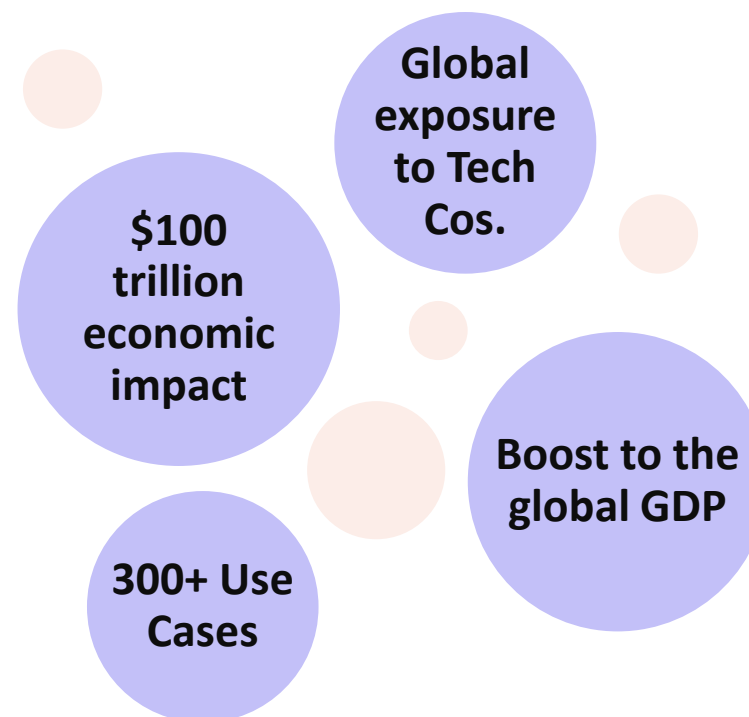 Global
exposure
to Tech
Cos.
$100
trillion
economic
impact
Boost to the
global GDP
300+ Use
Cases